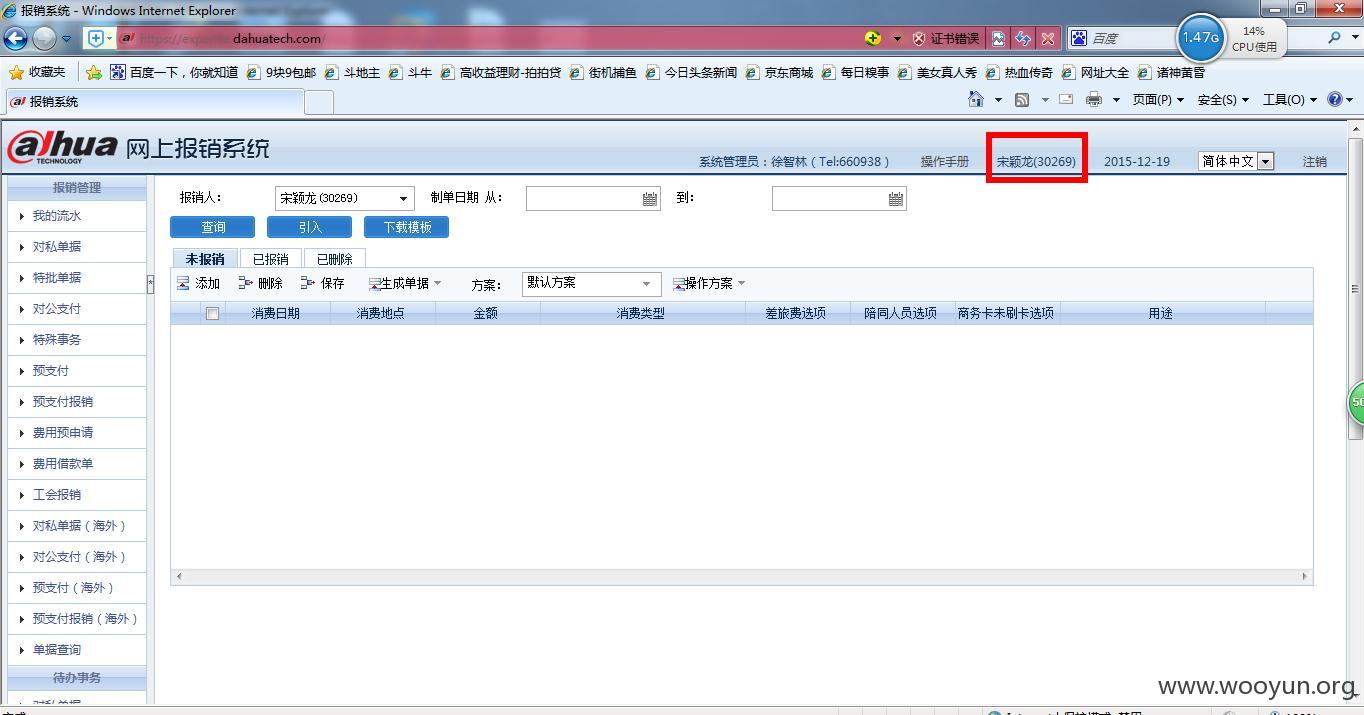 报销系统 - Windows Internet Explorer
dahuatech.com/
证书错误
百度
1.47G
14%
CPU使用
收藏夹
百度一下，你就知道 9块9包邮 斗地主 斗牛 高收益理财-拍拍贷 街机捕鱼 今日头条新闻 京东商城 每日糗事 美女真人秀 热血传奇 网址大全 诸神黄昏
报销系统
页面(P) 安全(S) 工具(O)
alhua TECHNOLOGY 网上报销系统
系统管理员：徐智林（Tel:660938） 操作手册 宋颖龙(30269) 2015-12-19 简体中文 注销
报销管理
我的流水
对私单据
特批单据
对公支付
特殊事务
预支付
预支付报销
费用预申请
费用借款单
工会报销
对私单据（海外）
对公支付（海外）
预支付（海外）
预支付报销（海外）
单据查询
待办事务
报销人： 宋颖龙(30269) 制单日期 从： 到：
查询 引入 下载模板
未报销 已报销 已删除
添加 删除 保存 生成单据 方案： 默认方案 操作方案
消费日期 消费地点 金额 消费类型 差旅费选项 陪同人员选项 商务卡未刷卡选项 用途
www.wooyun.org